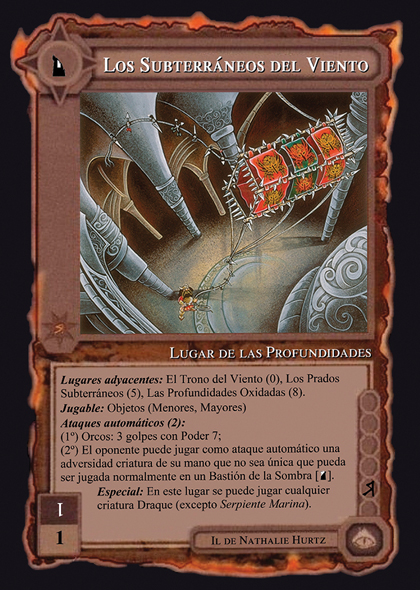 Los Subterráneos del Viento
5
Lugar de las Profundidades
Lugares adyacentes: El Trono del Viento (0), Los Prados
Subterráneos (5), Las Profundidades Oxidadas (8).
Jugable: Objetos (Menores, Mayores)
Ataques automáticos (2):
(1º) Orcos: 3 golpes con Poder 7;
(2º) El oponente puede jugar como ataque automático una
adversidad criatura de su mano que no sea única que pueda
ser jugada normalmente en un Bastión de la Sombra [].
Especial: En este lugar se puede jugar cualquier
criatura Draque (excepto Serpiente Marina).
1
Il de Nathalie Hurtz